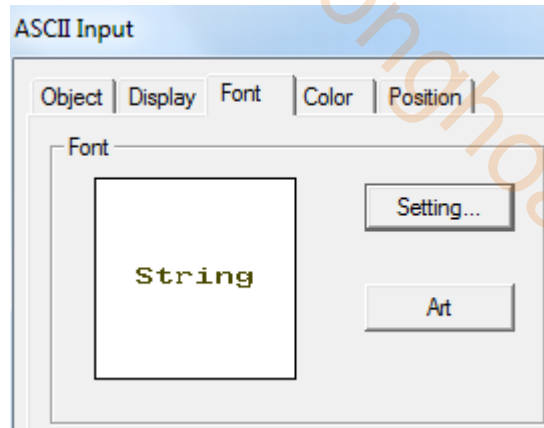 ASCII Input
Object Display Font Color Position
Font
Setting...
String
Art